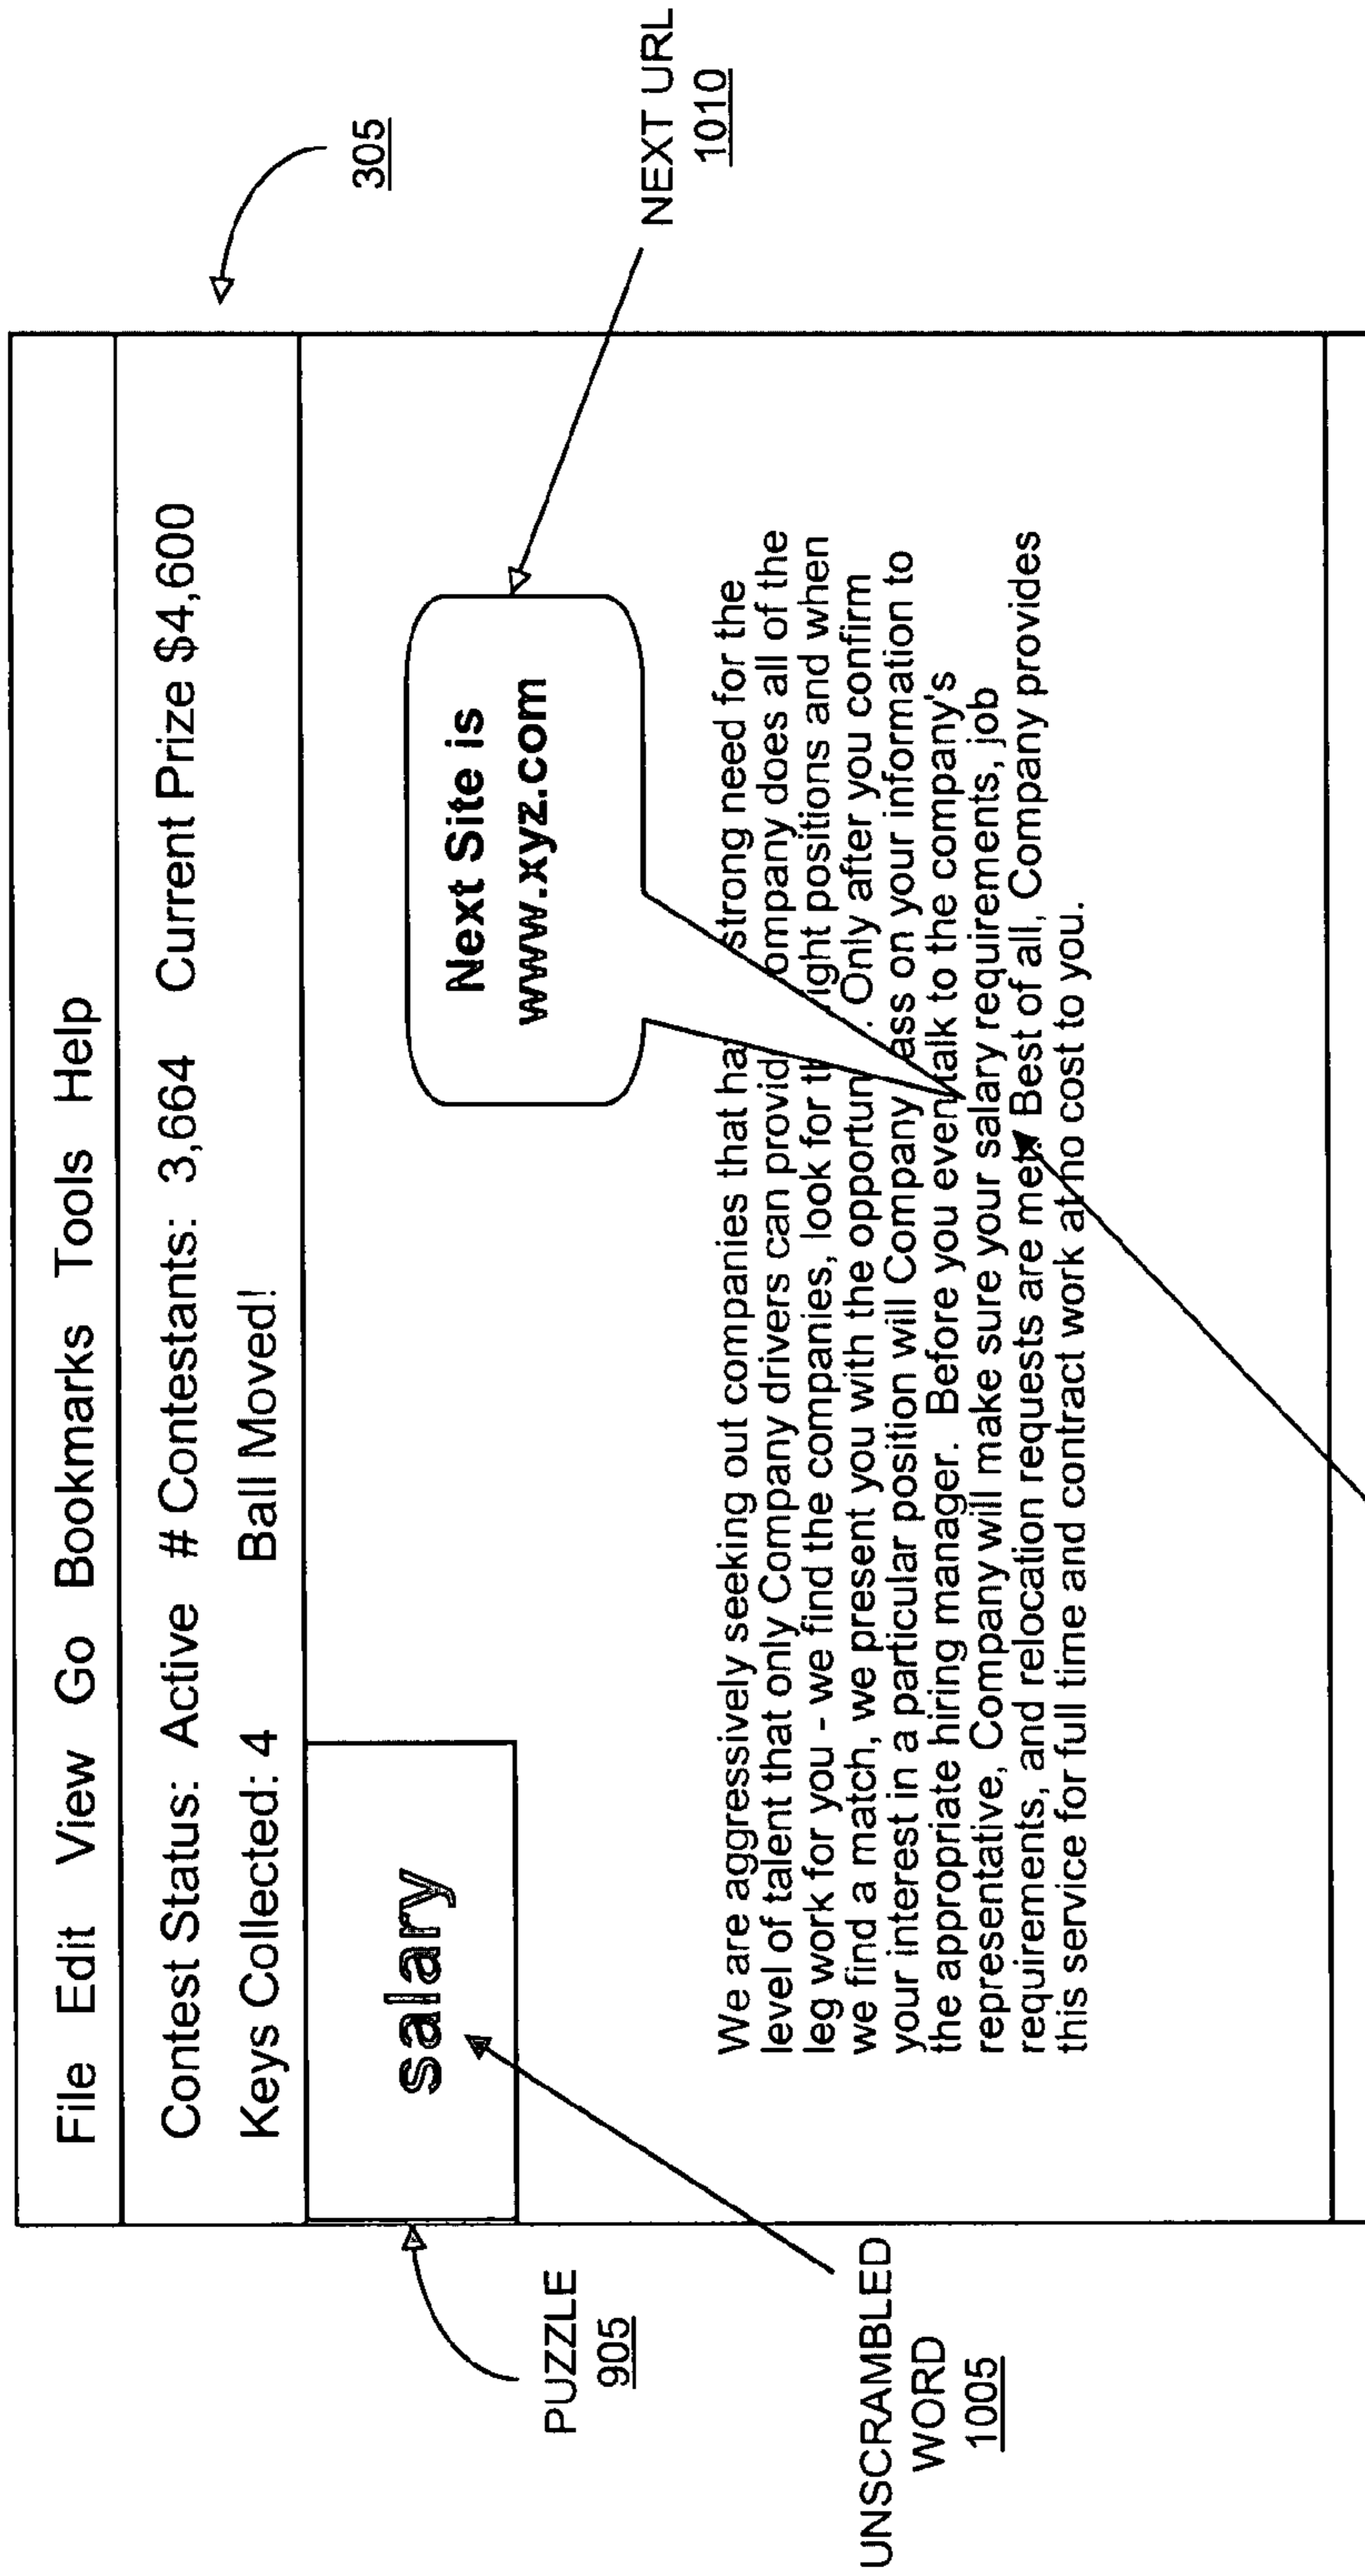 File Edit View Go Bookmarks Tools Help
Contest Status: Active # Contestants: 3,664 Current Prize $4,600
Keys Collected: 4 Ball Moved!
305
PUZZLE
905
salary
Next Site is
www.xyz.com
NEXT URL
1010
UNSCRAMBLED
WORD
1005
We are aggressively seeking out companies that ha strong need for the
level of talent that only Company drivers can provid ompany does all of the
leg work for you - we find the companies, look for t ight positions and when
we find a match, we present you with the opportun . Only after you confirm
your interest in a particular position will Company ass on your information to
the appropriate hiring manager. Before you even talk to the company's
representative, Company will make sure your salary requirements, job
requirements, and relocation requests are met. Best of all, Company provides
this service for full time and contract work at no cost to you.